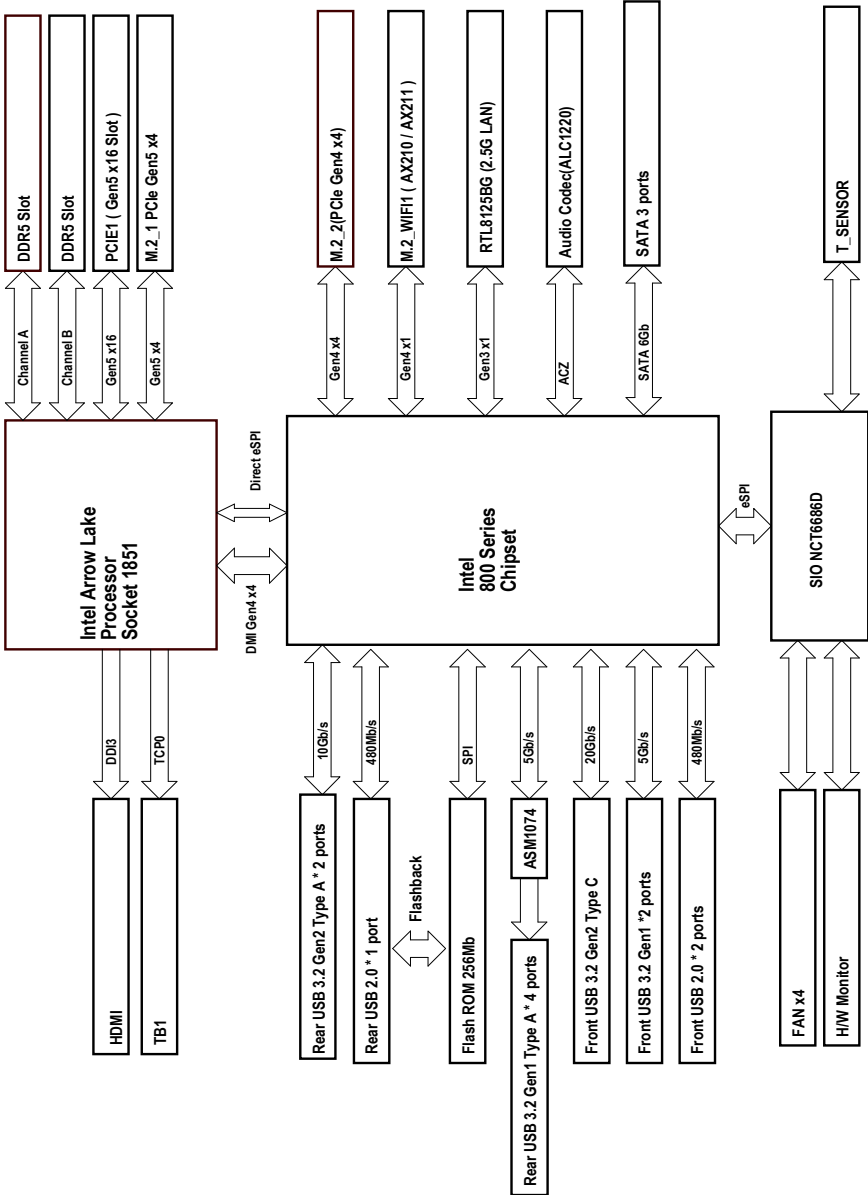 DDR5 Slot
DDR5 Slot
PCIE1 ( Gen5 x16 Slot )
M.2_1 PCIe Gen5 x4
Channel A
Channel B
Gen5 x16
Gen5 x4
Intel Arrow Lake
Processor
Socket 1851
DDI3
TCP0
HDMI
TB1
Direct eSPI
DMI Gen4 x4
M.2_2(PCIe Gen4 x4)
M.2_WIFI1 ( AX210 / AX211 )
RTL8125BG (2.5G LAN)
Audio Codec(ALC1220)
SATA 3 ports
Gen4 x4
Gen4 x1
Gen3 x1
ACZ
SATA 6Gb
Intel
800 Series
Chipset
10Gb/s
480Mb/s
SPI
5Gb/s
20Gb/s
5Gb/s
480Mb/s
Rear USB 3.2 Gen2 Type A * 2 ports
Rear USB 2.0 * 1 port
Flashback
Flash ROM 256Mb
ASM1074
Rear USB 3.2 Gen1 Type A * 4 ports
Front USB 3.2 Gen2 Type C
Front USB 3.2 Gen1 *2 ports
Front USB 2.0 * 2 ports
eSPI
T_SENSOR
SIO NCT6686D
FAN x4
H/W Monitor